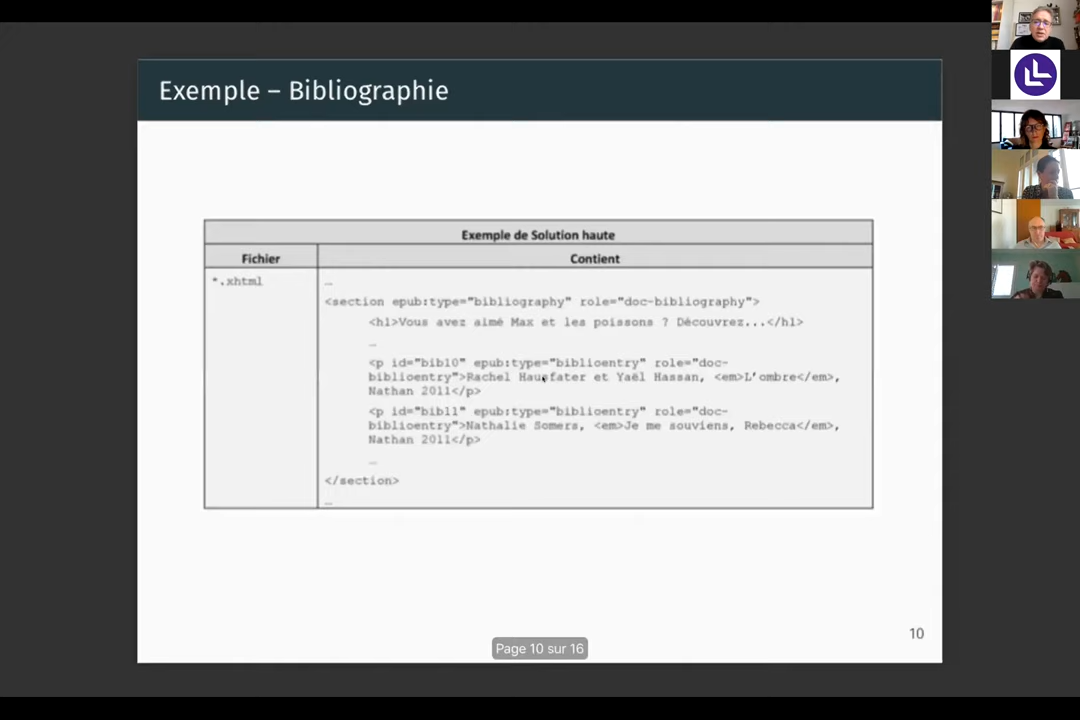 Exemple – Bibliographie
Exemple de Solution haute
Fichier
Contient
*.xhtml
…
<section epub:type="bibliography" role="doc-bibliography">
<h1>Vous avez aimé Max et les poissons ? Découvrez...</h1>
…
<p id="bib10" epub:type="biblioentry" role="doc-
biblioentry">Rachel Hausfater et Yaël Hassan, <em>L'ombre</em>,
Nathan 2011</p>
<p id="bib11" epub:type="biblioentry" role="doc-
biblioentry">Nathalie Somers, <em>Je me souviens, Rebecca</em>,
Nathan 2011</p>
…
</section>
…
10
Page 10 sur 16